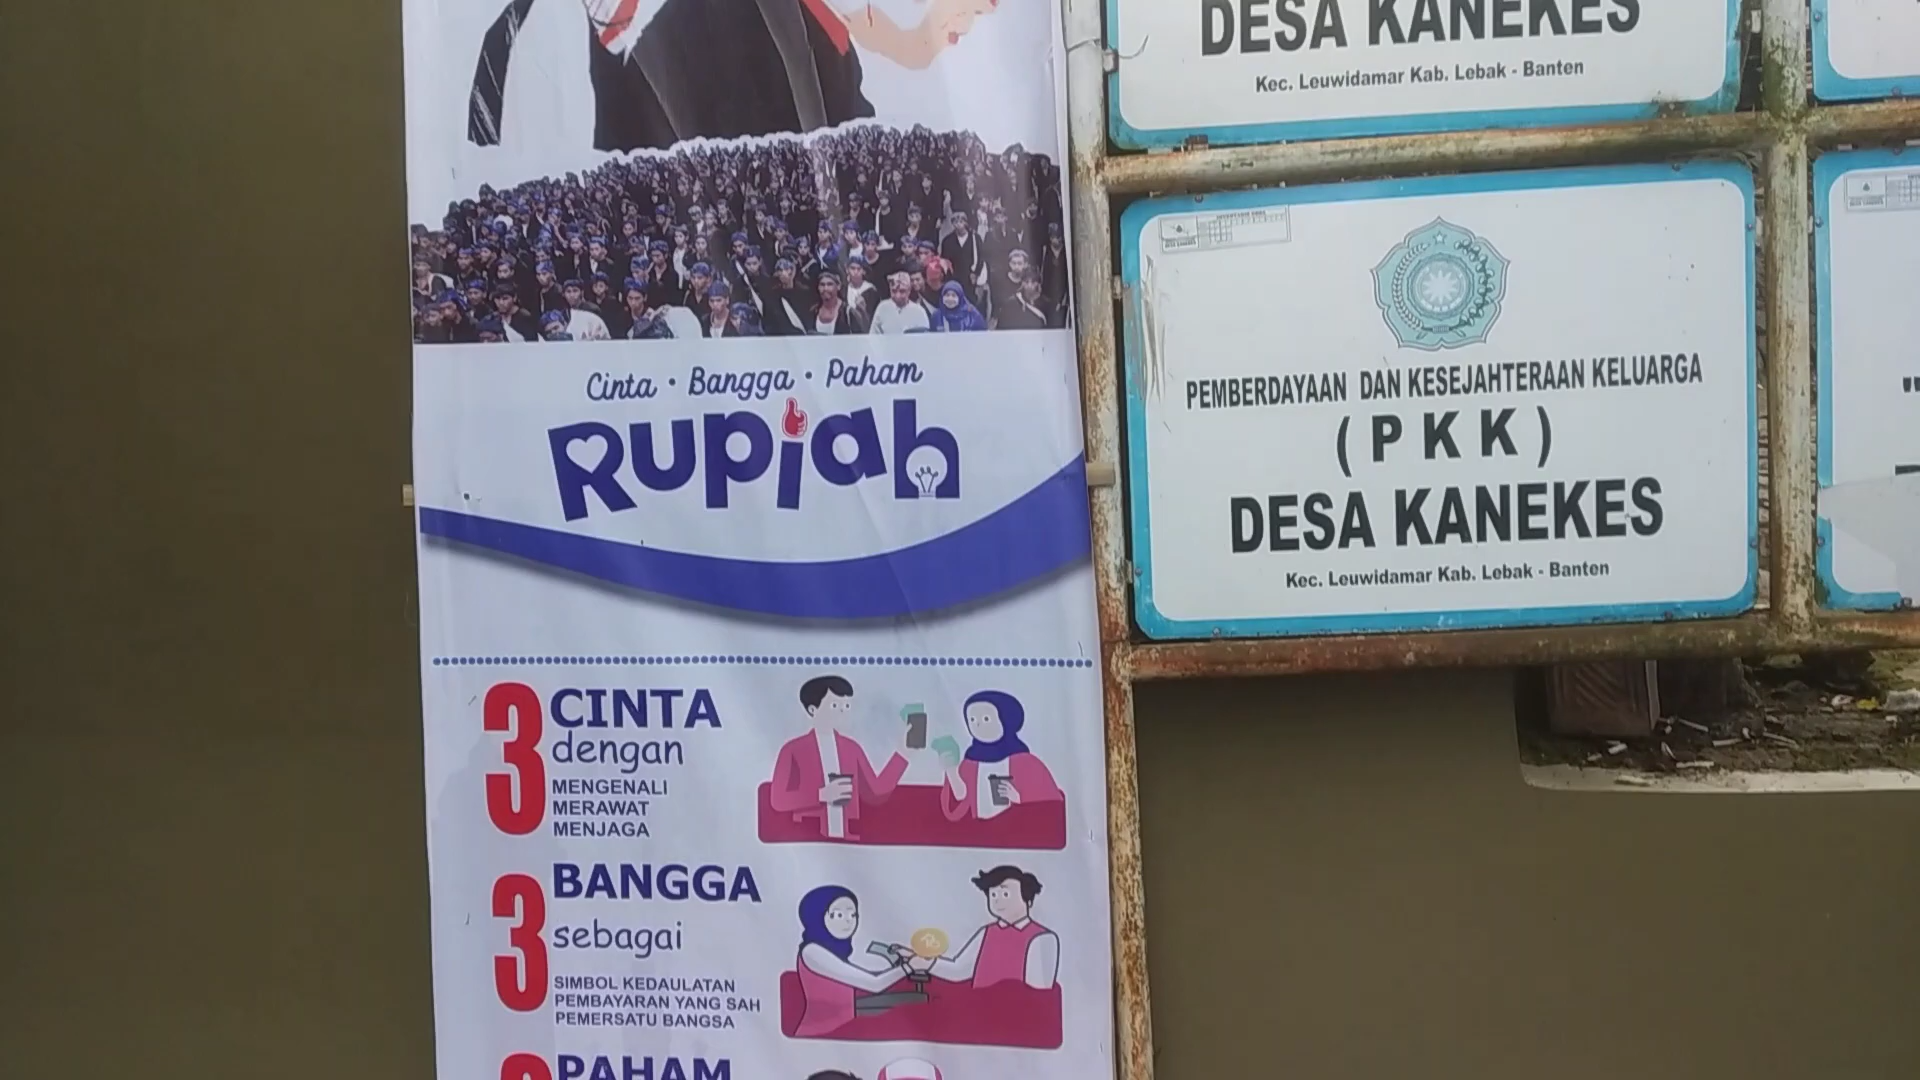 Cinta • Bangga • Paham
Rupiah
3 CINTA
dengan
MENGENALI
MERAWAT
MENJAGA
3 BANGGA
sebagai
SIMBOL KEDAULATAN
PEMBAYARAN YANG SAH
PEMERSATU BANGSA
PAHAM
DESA KANEKES
Kec. Leuwidamar Kab. Lebak - Banten
PEMBERDAYAAN DAN KESEJAHTERAAN KELUARGA
( P K K )
DESA KANEKES
Kec. Leuwidamar Kab. Lebak - Banten